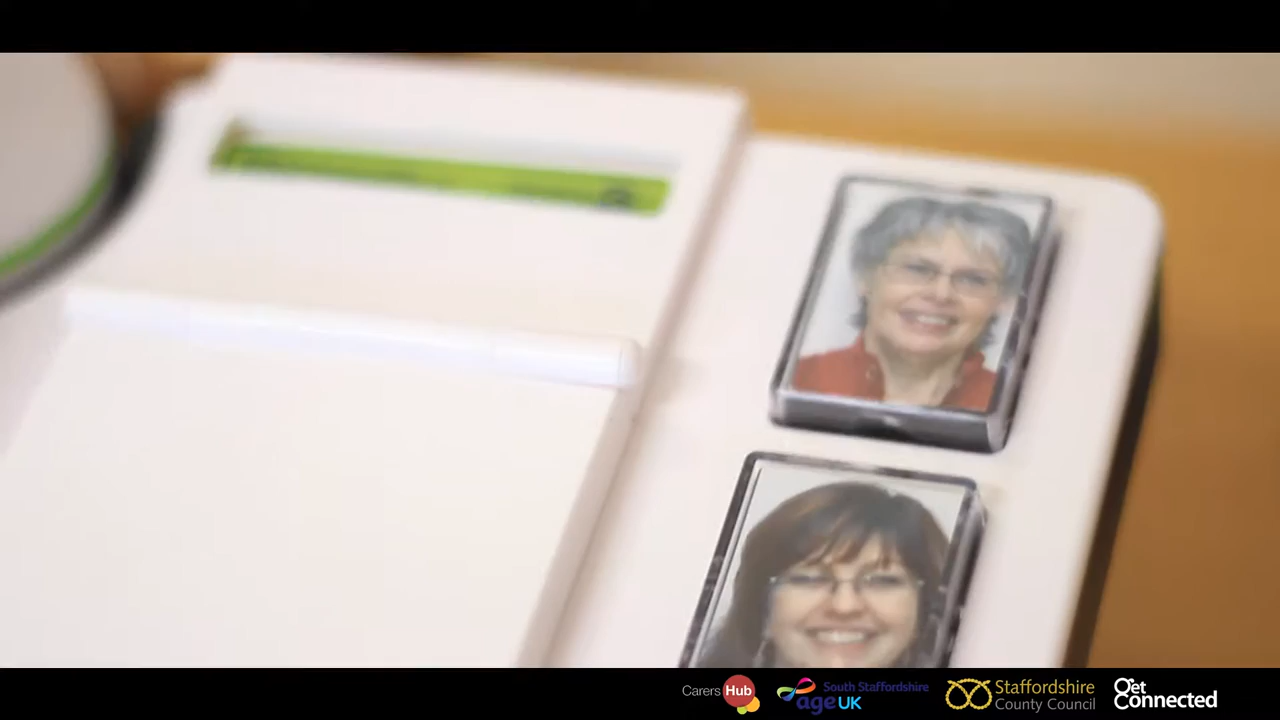 Carers Hub
South Staffordshire
age UK
Staffordshire
County Council
Get
Connected